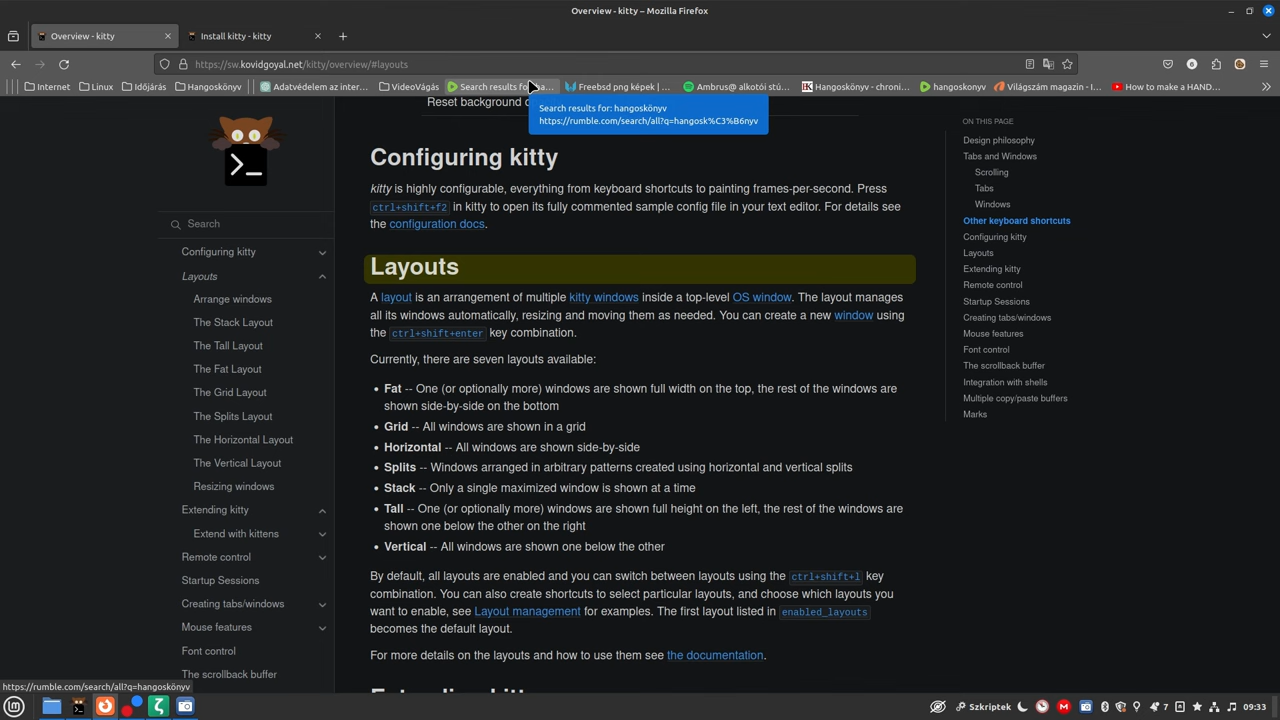 Overview - kitty – Mozilla Firefox
Overview - kitty
Install kitty - kitty
https://sw.kovidgoyal.net/kitty/overview/#layouts
Internet
Linux
Időjárás
Hangoskönyv
Adatvédelem az inter...
VideoVágás
Search results fo
Freebsd png képek | ...
Ambrus@ alkotói stú...
Hangoskönyv - chroni...
hangoskönyv
Világszám magazin - I...
How to make a HAND...
Search results for: hangoskönyv
https://rumble.com/search/all?q=hangosk%C3%B6nyv
Reset background
Search
Configuring kitty
Layouts
Arrange windows
The Stack Layout
The Tall Layout
The Fat Layout
The Grid Layout
The Splits Layout
The Horizontal Layout
The Vertical Layout
Resizing windows
Extending kitty
Extend with kittens
Remote control
Startup Sessions
Creating tabs/windows
Mouse features
Font control
The scrollback buffer
Configuring kitty
kitty is highly configurable, everything from keyboard shortcuts to painting frames-per-second. Press
ctrl+shift+f2 in kitty to open its fully commented sample config file in your text editor. For details see
the configuration docs.
Layouts
A layout is an arrangement of multiple kitty windows inside a top-level OS window. The layout manages
all its windows automatically, resizing and moving them as needed. You can create a new window using
the ctrl+shift+enter key combination.
Currently, there are seven layouts available:
• Fat -- One (or optionally more) windows are shown full width on the top, the rest of the windows are
shown side-by-side on the bottom
• Grid -- All windows are shown in a grid
• Horizontal -- All windows are shown side-by-side
• Splits -- Windows arranged in arbitrary patterns created using horizontal and vertical splits
• Stack -- Only a single maximized window is shown at a time
• Tall -- One (or optionally more) windows are shown full height on the left, the rest of the windows are
shown one below the other on the right
• Vertical -- All windows are shown one below the other
By default, all layouts are enabled and you can switch between layouts using the ctrl+shift+l key
combination. You can also create shortcuts to select particular layouts, and choose which layouts you
want to enable, see Layout management for examples. The first layout listed in enabled_layouts
becomes the default layout.
For more details on the layouts and how to use them see the documentation.
ON THIS PAGE
Design philosophy
Tabs and Windows
Scrolling
Tabs
Windows
Other keyboard shortcuts
Configuring kitty
Layouts
Extending kitty
Remote control
Startup Sessions
Creating tabs/windows
Mouse features
Font control
The scrollback buffer
Integration with shells
Multiple copy/paste buffers
Marks
https://rumble.com/search/all?q=hangoskönyv
Szkriptek
7
09:33